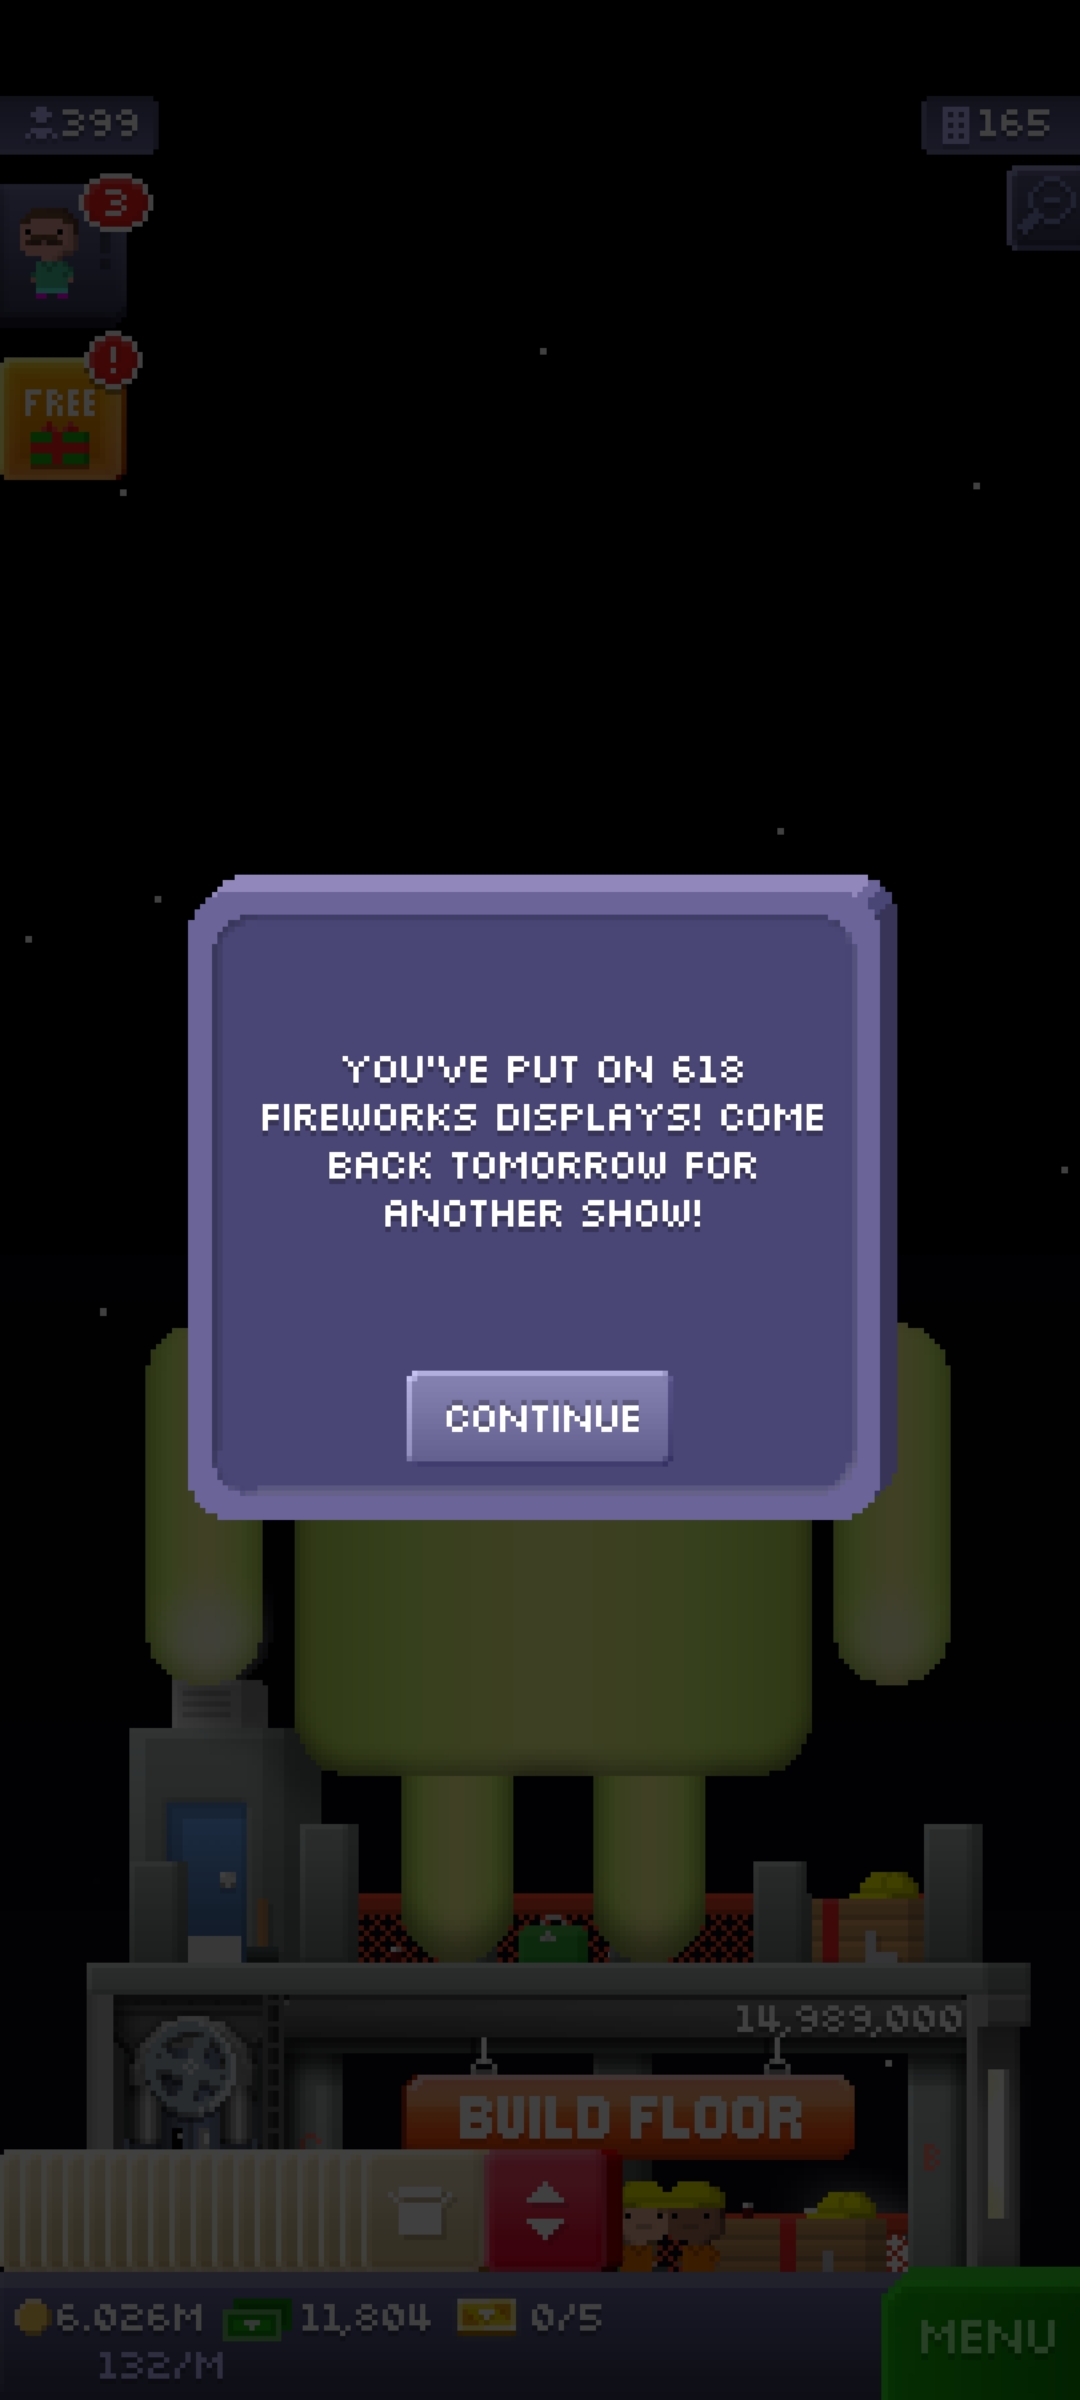 399
165
3
!
FREE
YOU'VE PUT ON 618
FIREWORKS DISPLAYS! COME
BACK TOMORROW FOR
ANOTHER SHOW!
CONTINUE
14,989,000
BUILD FLOOR
B
6.026M
11,804
0/5
132/M
MENU